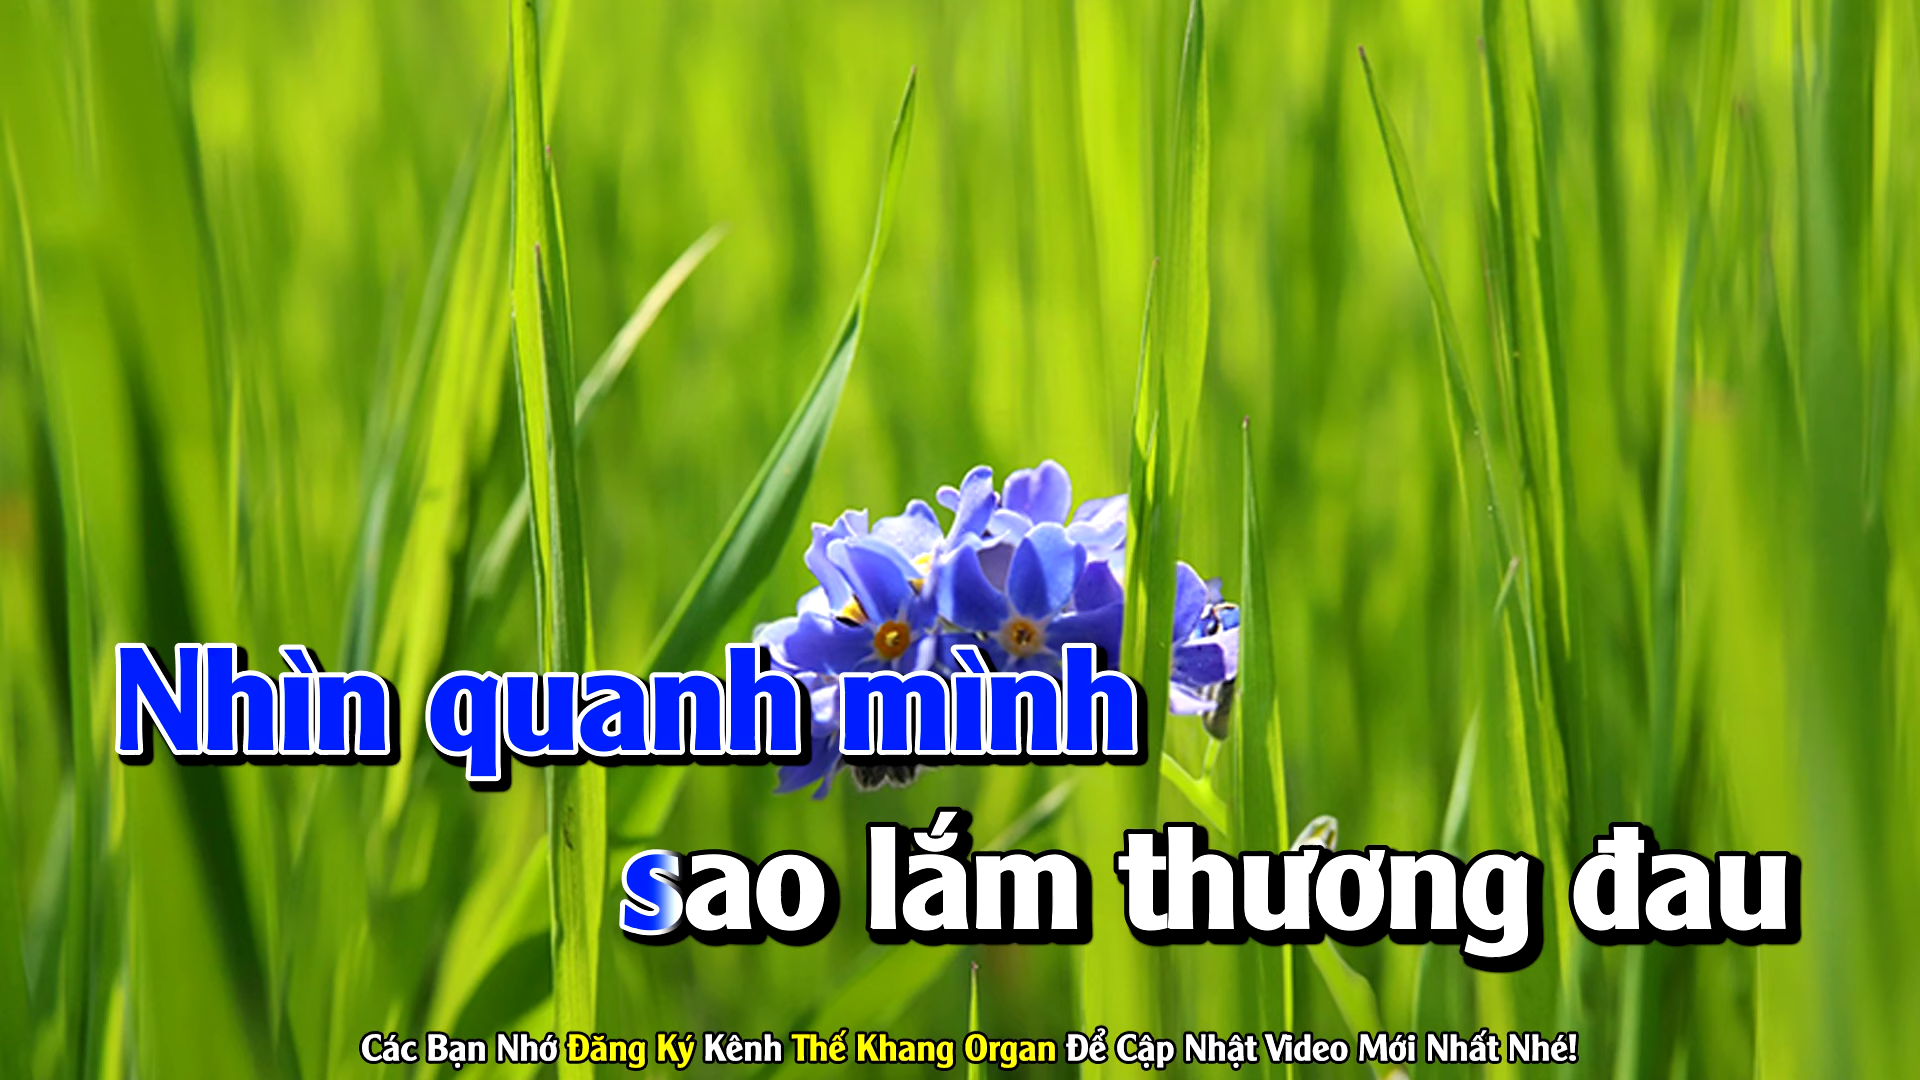 Nhìn quanh mình
sao lắm thương đau
Các Bạn Nhớ Đăng Ký Kênh Thế Khang Organ Để Cập Nhật Video Mới Nhất Nhé!